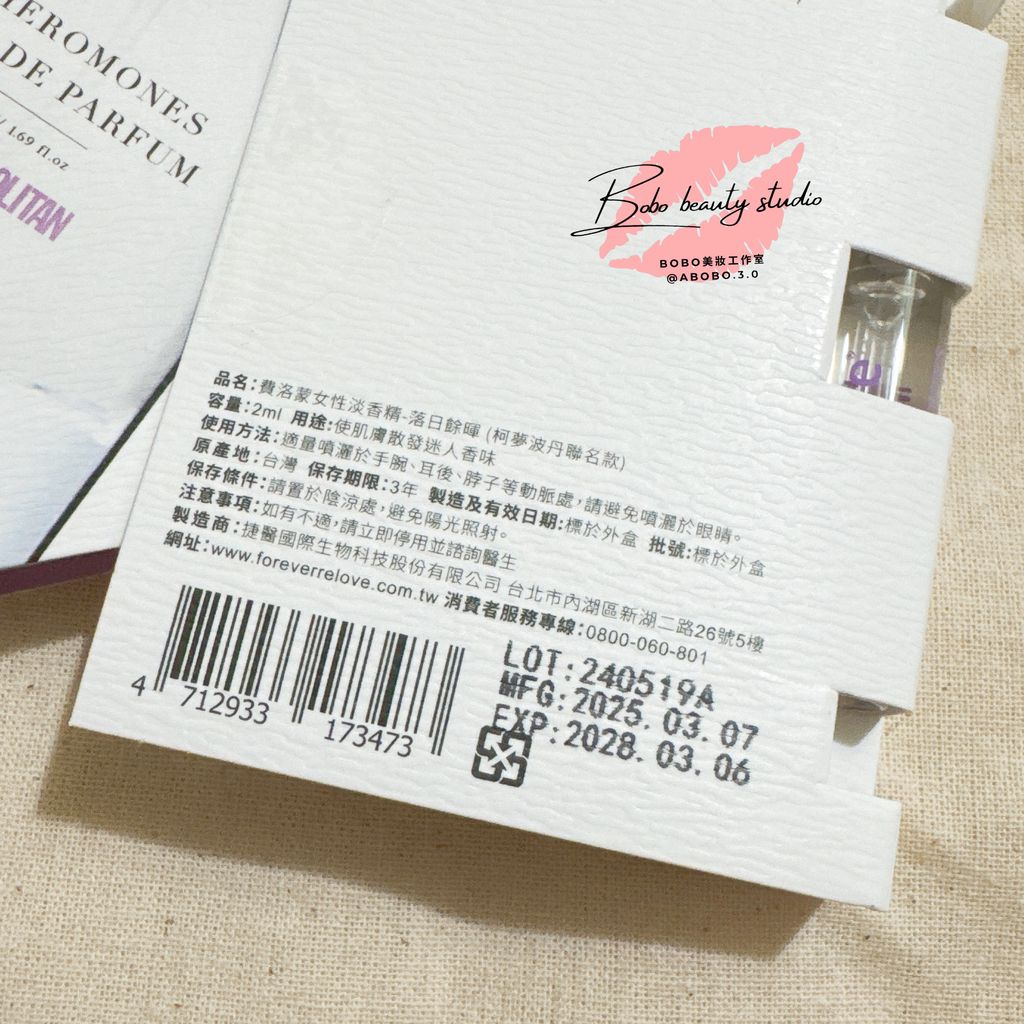 PARFUM
DE
1.69 fl.oz
Bobo beauty studio
BOBO美妝工作室
@ABOBO.3.0
品名:費洛蒙女性淡香精-落日餘暉 (柯夢波丹聯名款)
容量:2ml 用途:使肌膚散發迷人香味
使用方法:適量噴灑於手腕、耳後、脖子等動脈處,請避免噴灑於眼睛。
原產地:台灣 保存期限:3年 製造及有效日期:標於外盒 批號:標於外盒
保存條件:請置於陰涼處,避免陽光照射。
注意事項:如有不適,請立即停用並諮詢醫生
製造商:捷醫國際生物科技股份有限公司 台北市內湖區新湖二路26號5樓
網址:www.foreverrelove.com.tw 消費者服務專線:0800-060-801
LOT:240519A
MFG:2025.03.07
EXP:2028.03.06
4 712933 173473